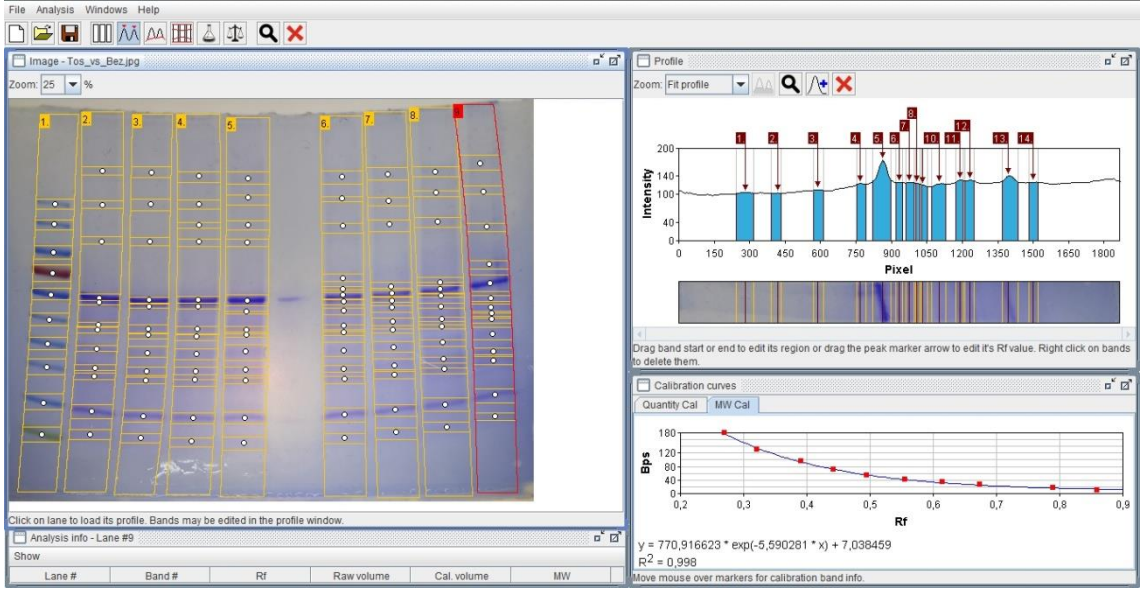 File Analysis Windows Help
Image - Tos_vs_Bez.jpg
Zoom: 25 %
1. 2. 3. 4. 5. 6. 7. 8. 9.
Click on lane to load its profile. Bands may be edited in the profile window.
Analysis info - Lane #9
Show
Lane # Band # Rf Raw volume Cal. volume MW
Profile
Zoom: Fit profile
8
7 12
1 2 3 4 5 6 10 11 13 14
Intensity
200
140
100
40
0
0 150 300 450 600 750 900 1050 1200 1350 1500 1650 1800
Pixel
Drag band start or end to edit its region or drag the peak marker arrow to edit it's Rf value. Right click on bands
to delete them.
Calibration curves
Quantity Cal MW Cal
Bps
180
120
80
40
0
0,2 0,3 0,4 0,5 0,6 0,7 0,8 0,9
Rf
y = 770,916623 * exp(-5,590281 * x) + 7,038459
R2 = 0,998
Move mouse over markers for calibration band info.